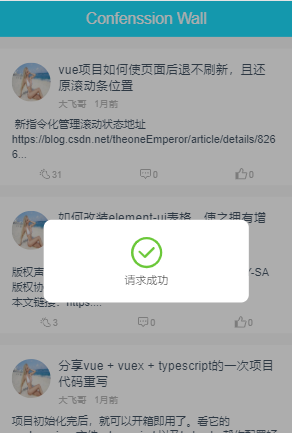 Confenssion Wall
vue项目如何使页面后退不刷新，且还
原滚动条位置
大飞哥 1月前
新指令化管理滚动状态地址
https://blog.csdn.net/theoneEmperor/article/details/826
6...
31 0 0
如何改装element-ui表格，使之拥有增
请求成功
版权声
Y-SA
版权协
本文链接：https:...
3 0 0
分享vue + vuex + typescript的一次项目
代码重写
大飞哥 1月前
项目初始化完后，就可以开箱即用了。看它的